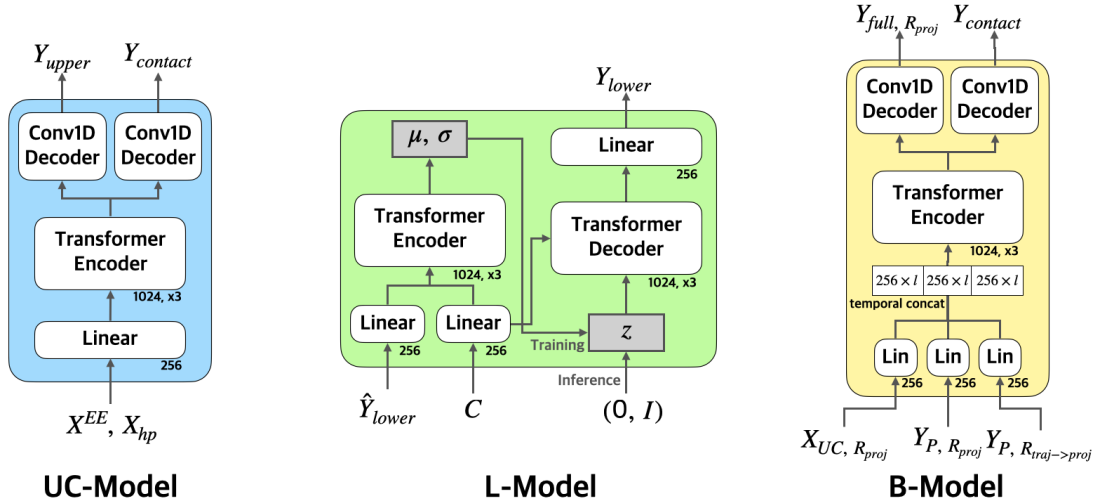 Y_upper Y_contact
Conv1D Decoder
Conv1D Decoder
Transformer Encoder
1024, x3
Linear
256
X^EE, X_hp
UC-Model
Y_lower
μ, σ
Linear
256
Transformer Encoder
1024, x3
Transformer Decoder
1024, x3
Linear
256
Linear
256
Training
z
Inference
Ŷ_lower
C
(0, I)
L-Model
Y_full, R_proj Y_contact
Conv1D Decoder
Conv1D Decoder
Transformer Encoder
1024, x3
256 × l 256 × l 256 × l
temporal concat
Lin
256
Lin
256
Lin
256
X_UC, R_proj Y_P, R_proj Y_P, R_traj->proj
B-Model